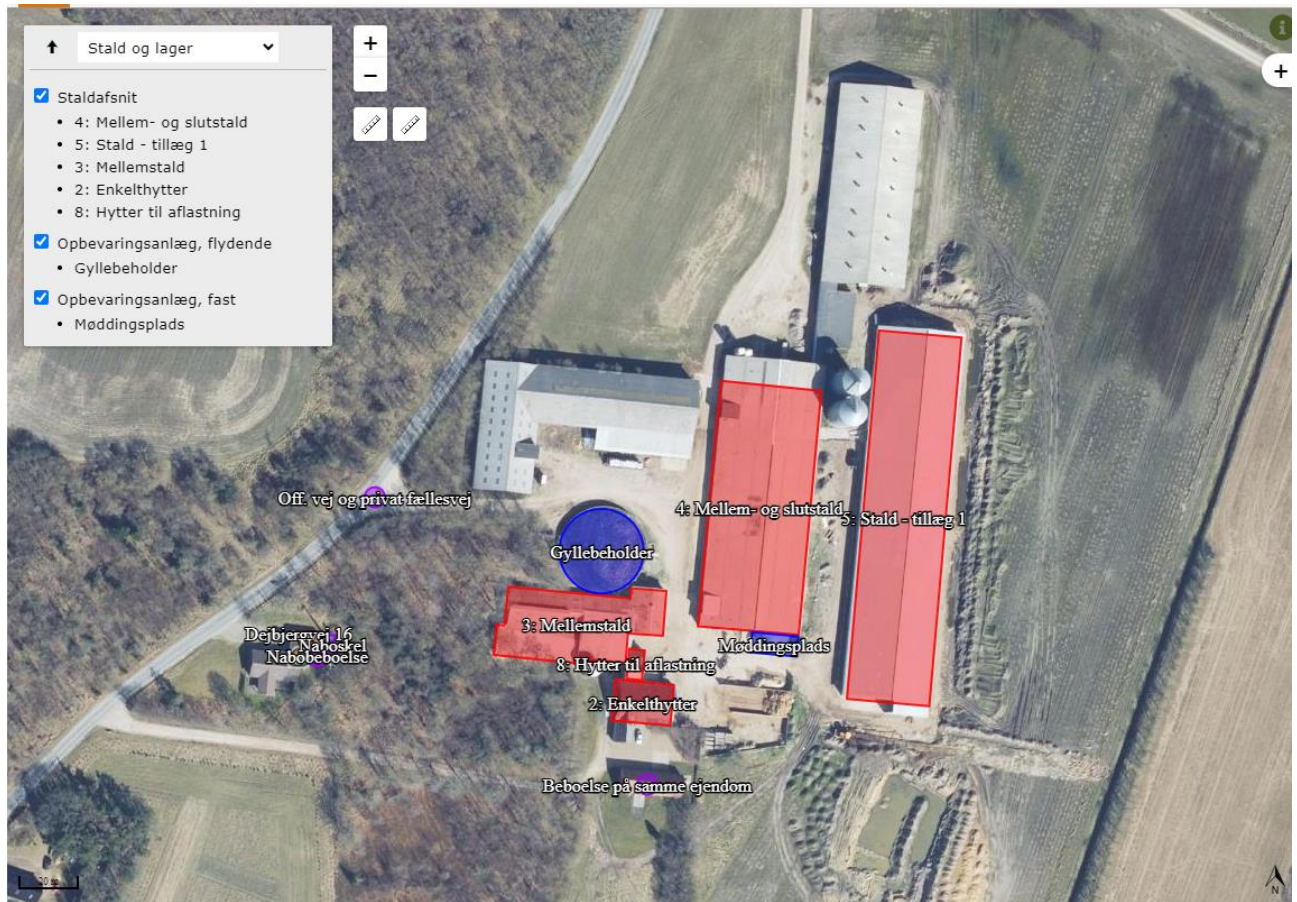 Stald og lager
Staldafsnit
4: Mellem- og slutstald
5: Stald - tillæg 1
3: Mellemstald
2: Enkelthytter
8: Hytter til aflastning
Opbevaringsanlæg, flydende
Gyllebeholder
Opbevaringsanlæg, fast
Møddingsplads
Off. vej og privat fællesvej
4: Mellem- og slutstald
5: Stald - tillæg 1
Gyllebeholder
3: Mellemstald
Dejbjergvej 16
Naboskel
Nabobeboelse
Møddingsplads
8: Hytter til aflastning
2: Enkelthytter
Beboelse på samme ejendom
20 m
N